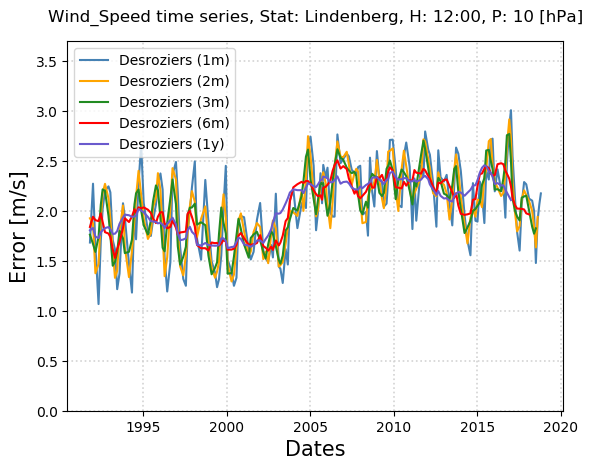 Wind_Speed time series, Stat: Lindenberg, H: 12:00, P: 10 [hPa]
Desroziers (1m)
Desroziers (2m)
Desroziers (3m)
Desroziers (6m)
Desroziers (1y)
Error [m/s]
3.5
3.0
2.5
2.0
1.5
1.0
0.5
0.0
1995 2000 2005 2010 2015 2020
Dates